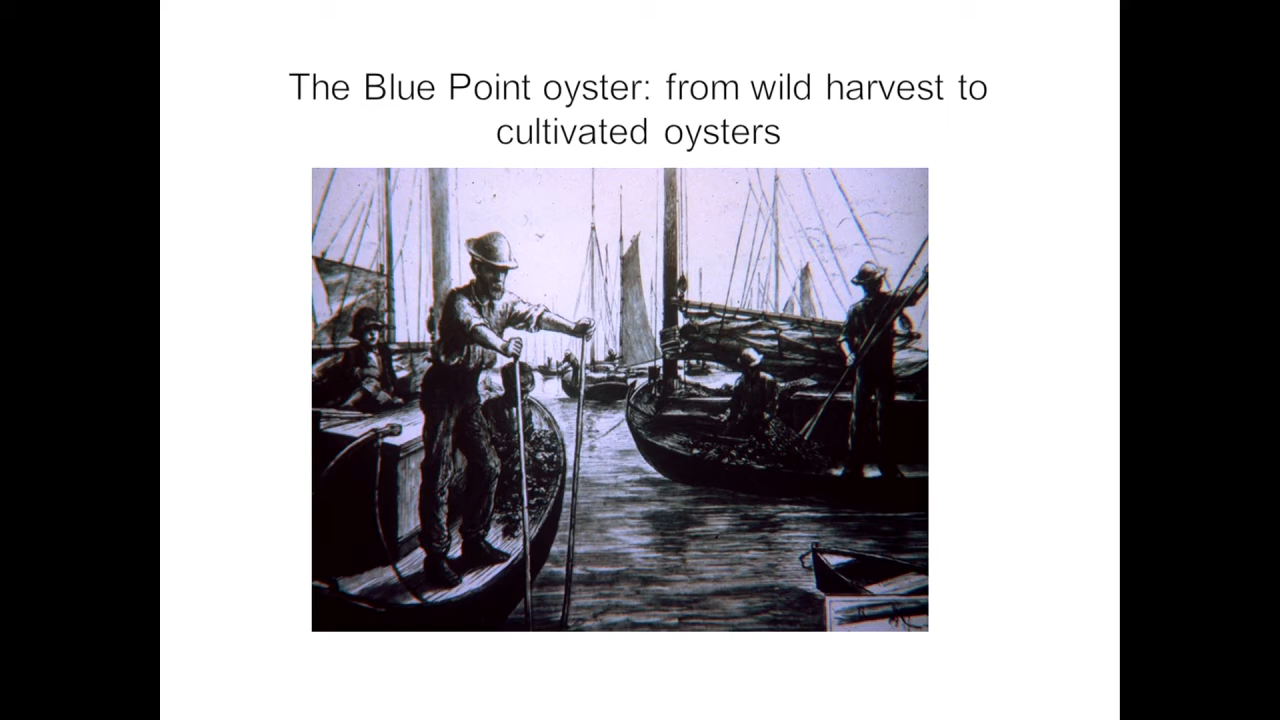 The Blue Point oyster: from wild harvest to
cultivated oysters